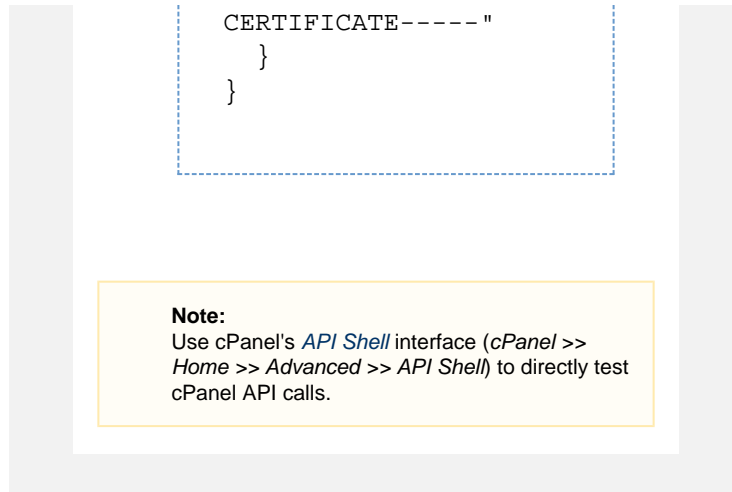 CERTIFICATE-----"
}
}
Note:
Use cPanel's API Shell interface (cPanel >>
Home >> Advanced >> API Shell) to directly test
cPanel API calls.